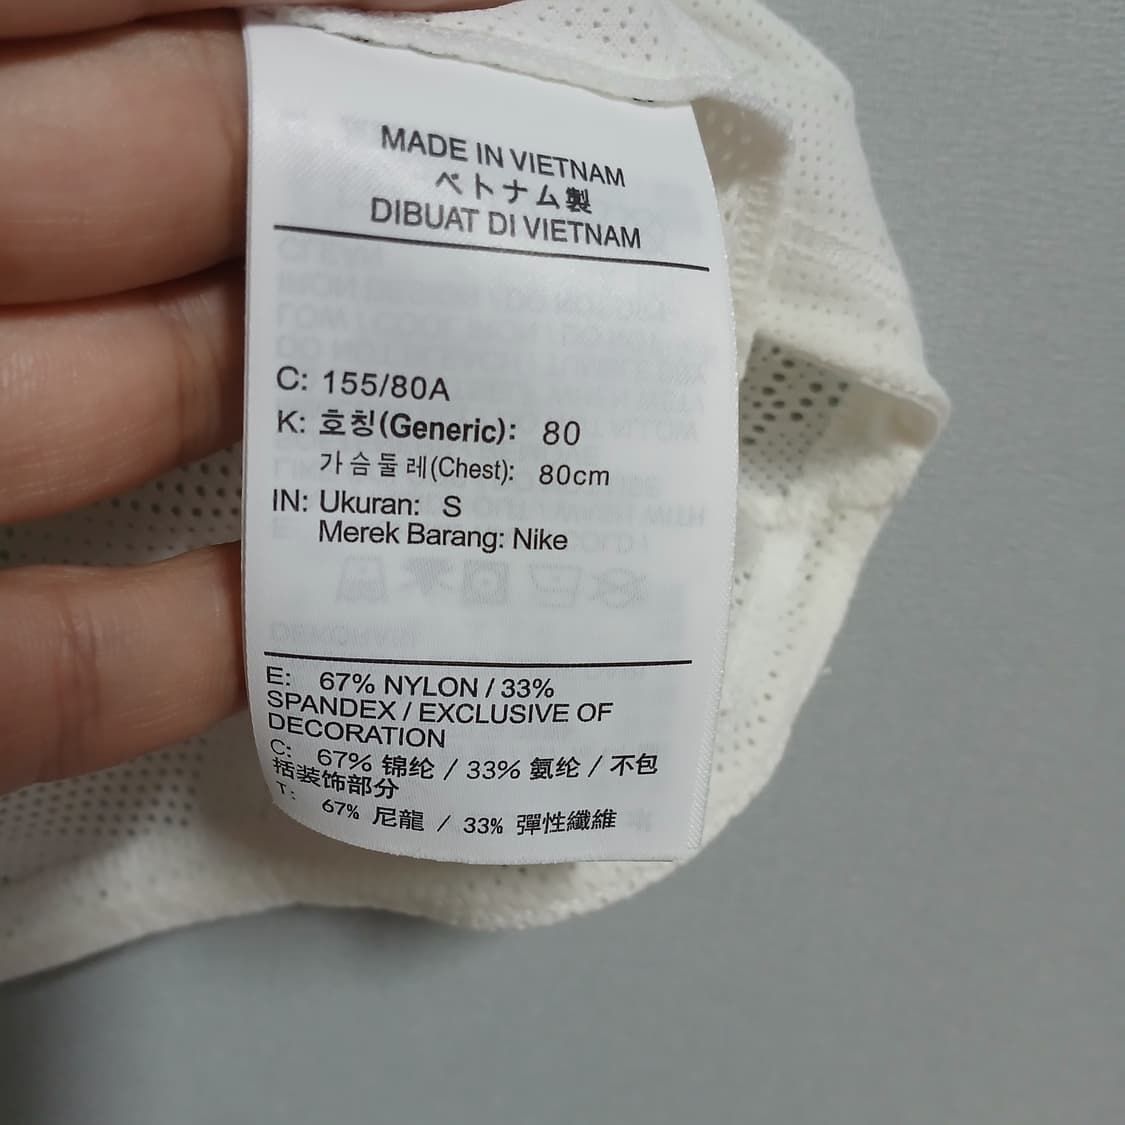 MADE IN VIETNAM
ベトナム製
DIBUAT DI VIETNAM
C: 155/80A
K: 호칭(Generic): 80
가슴둘레(Chest): 80cm
IN: Ukuran: S
Merek Barang: Nike
E: 67% NYLON / 33%
SPANDEX / EXCLUSIVE OF
DECORATION
C: 67% 锦纶 / 33% 氨纶 / 不包
括装饰部分
T: 67% 尼龍 / 33% 彈性纖維